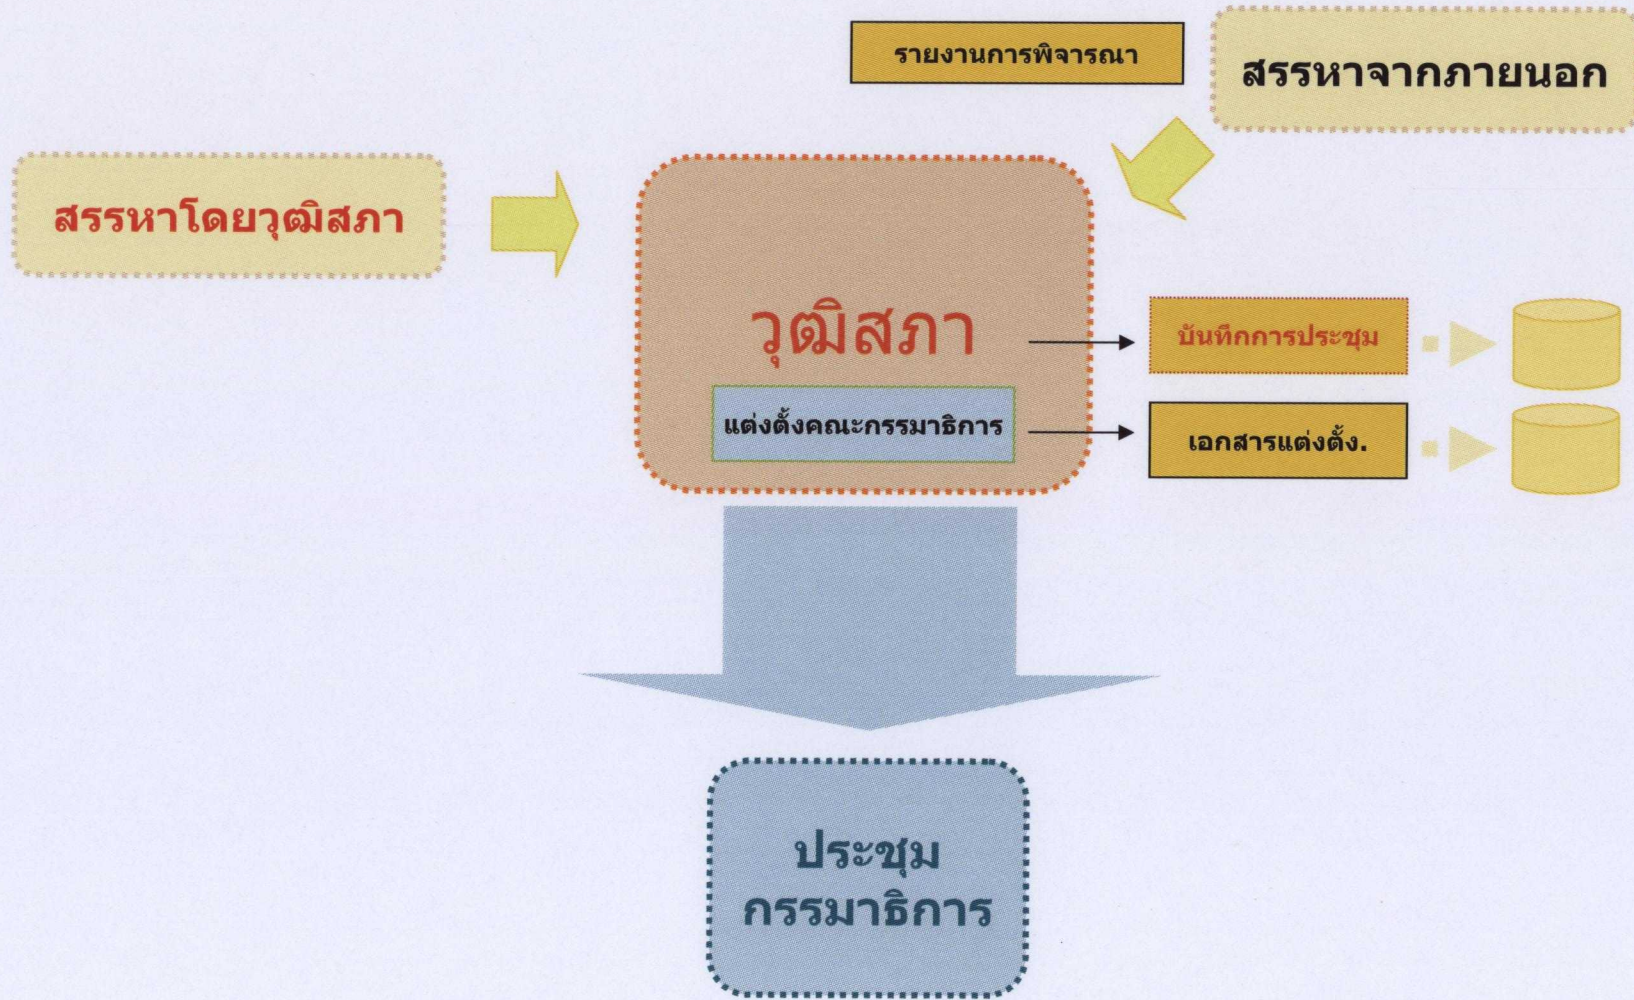 รายงานการพิจารณา
สรรหาจากภายนอก
สรรหาโดยวุฒิสภา
วุฒิสภา
บันทึกการประชุม
แต่งตั้งคณะกรรมาธิการ
เอกสารแต่งตั้ง.
ประชุม
กรรมาธิการ